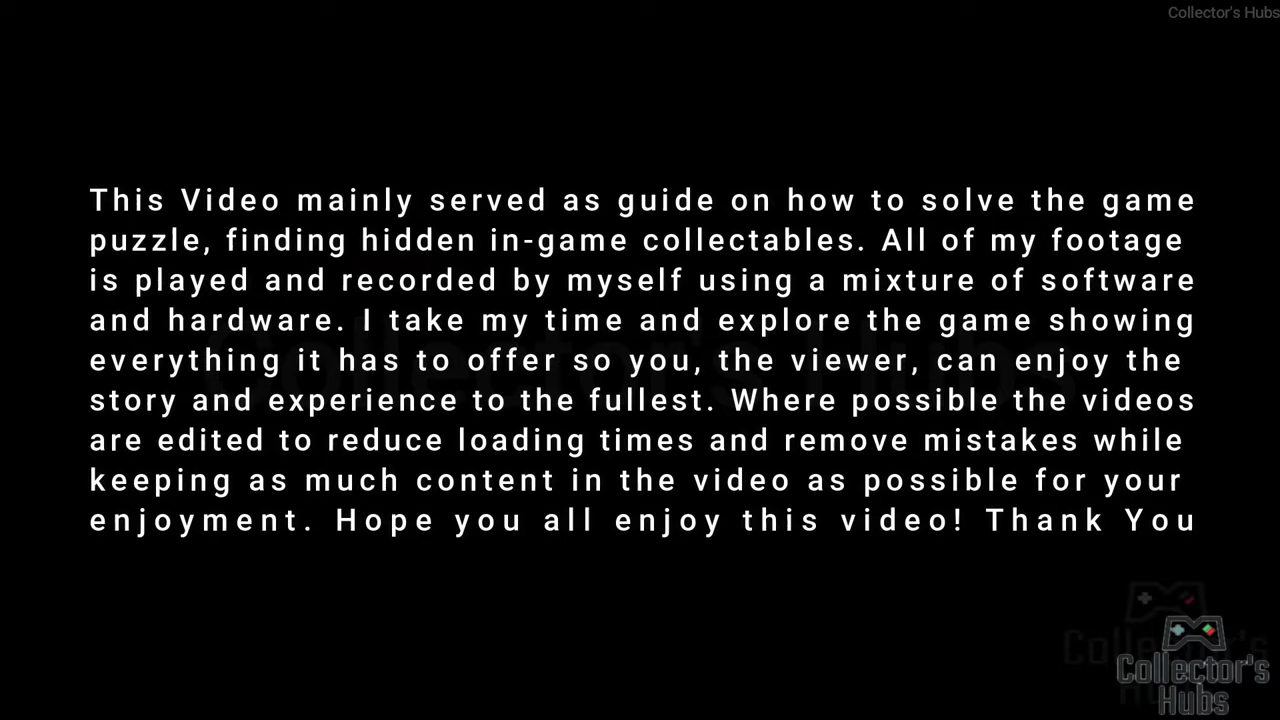 Collector's Hubs
This Video mainly served as guide on how to solve the game
puzzle, finding hidden in-game collectables. All of my footage
is played and recorded by myself using a mixture of software
and hardware. I take my time and explore the game showing
everything it has to offer so you, the viewer, can enjoy the
story and experience to the fullest. Where possible the videos
are edited to reduce loading times and remove mistakes while
keeping as much content in the video as possible for your
enjoyment. Hope you all enjoy this video! Thank You
Collector's Hubs
Collector's
Hubs